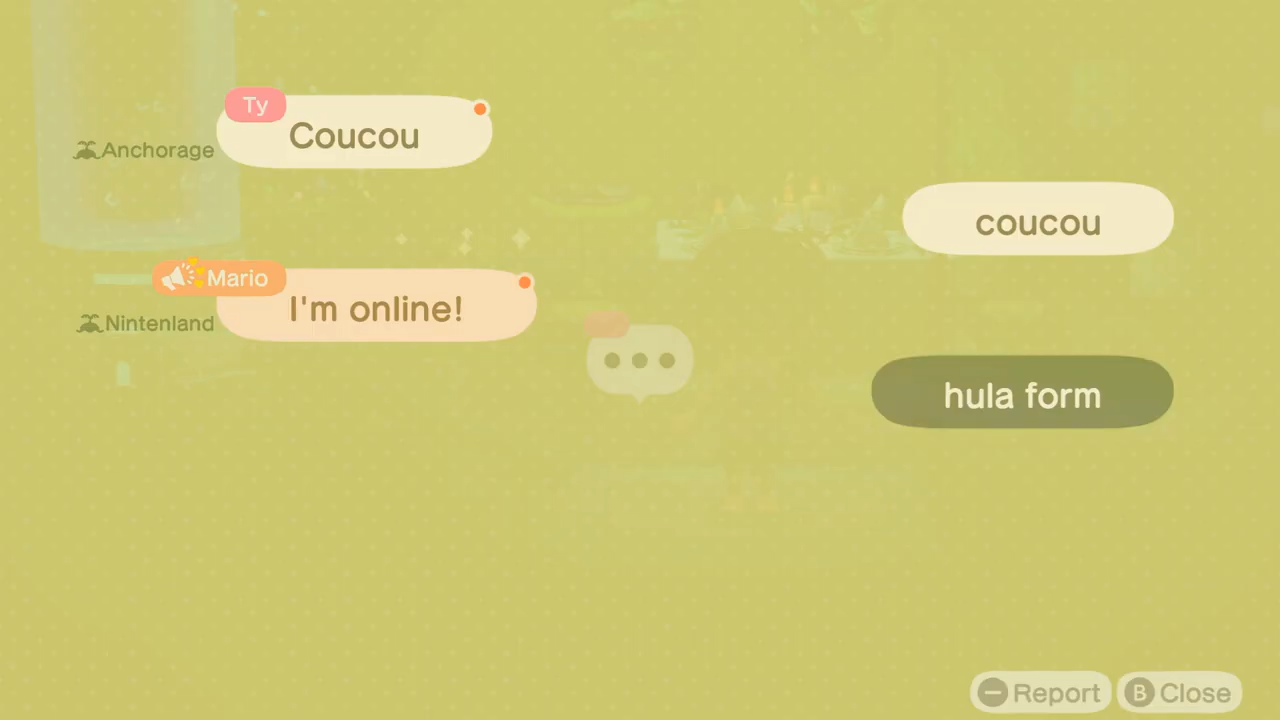 Ty
Coucou
Anchorage
coucou
Mario
I'm online!
Nintenland
hula form
Report
B Close